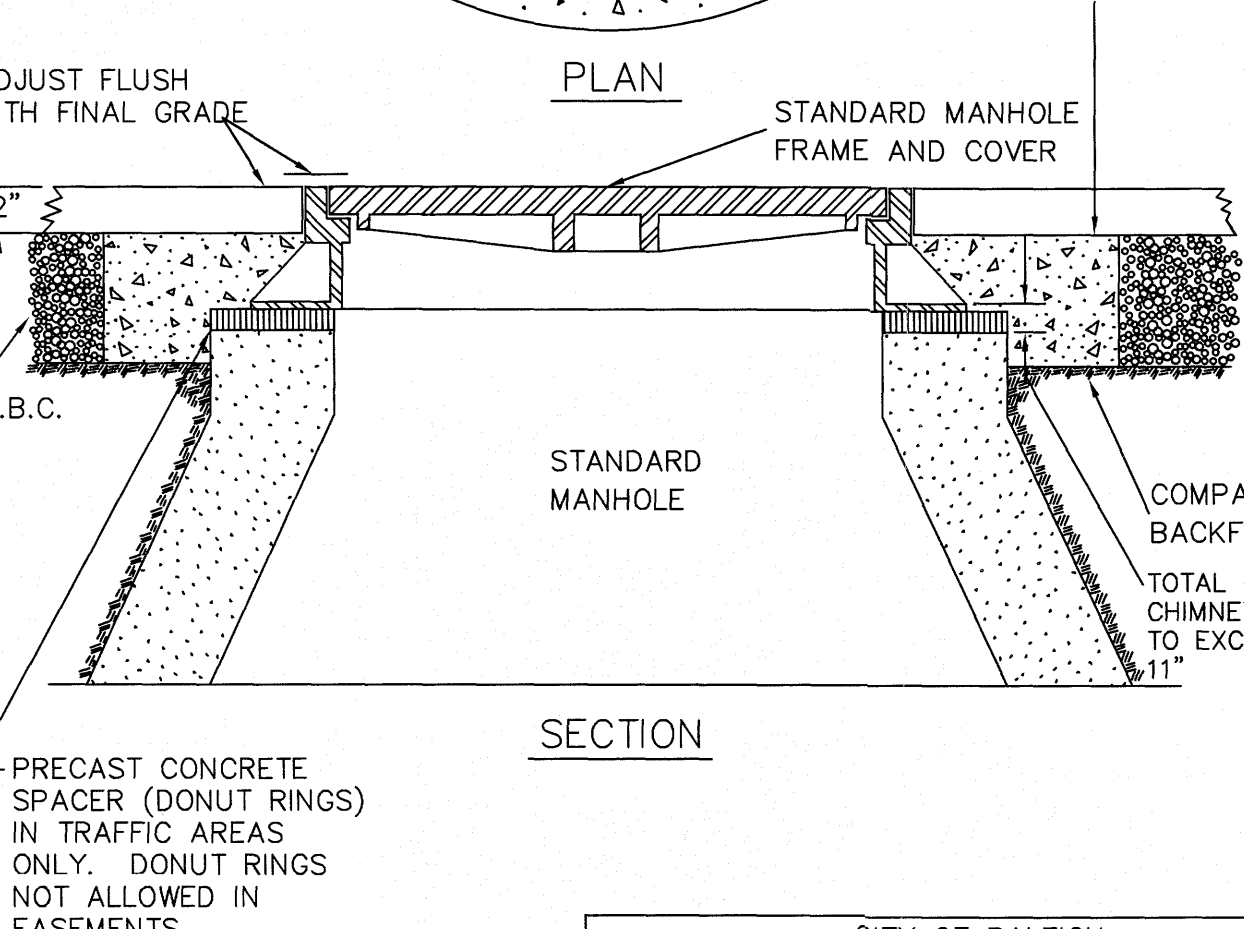 PLAN
DJUST FLUSH
TH FINAL GRADE
STANDARD MANHOLE
FRAME AND COVER
2"
.B.C.
STANDARD
MANHOLE
COMPA
BACKF
TOTAL
CHIMNE
TO EXC
11"
SECTION
PRECAST CONCRETE
SPACER (DONUT RINGS)
IN TRAFFIC AREAS
ONLY. DONUT RINGS
NOT ALLOWED IN
EASEMENTS
CITY OF RALEIGH